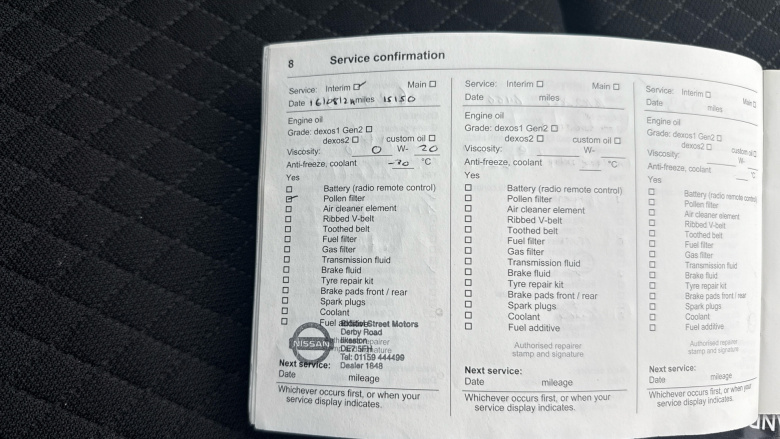 8 Service confirmation
Service: Interim ☑ Main ☐
Date miles 15150
Engine oil
Grade: dexos1 Gen2 ☐
dexos2 ☐ custom oil ☐
Viscosity: 0 W- 20
Anti-freeze, coolant -30 °C
Yes
☐ Battery (radio remote control)
☑ Pollen filter
☐ Air cleaner element
☐ Ribbed V-belt
☐ Toothed belt
☐ Fuel filter
☐ Gas filter
☐ Transmission fluid
☐ Brake fluid
☐ Tyre repair kit
☐ Brake pads front / rear
☐ Spark plugs
☐ Coolant
☐ Fuel
Street Motors
Derby Road
Ilkeston
NISSAN
DE7 5FH
Tel: 01159 444499
Dealer 1848
Next service:
Date mileage
Whichever occurs first, or when your
service display indicates.
Service: Interim ☐ Main ☐
Date miles
Engine oil
Grade: dexos1 Gen2 ☐
dexos2 ☐ custom oil ☐
Viscosity: W-
Anti-freeze, coolant °C
Yes
☐ Battery (radio remote control)
☐ Pollen filter
☐ Air cleaner element
☐ Ribbed V-belt
☐ Toothed belt
☐ Fuel filter
☐ Gas filter
☐ Transmission fluid
☐ Brake fluid
☐ Tyre repair kit
☐ Brake pads front / rear
☐ Spark plugs
☐ Coolant
☐ Fuel additive
Authorised repairer
stamp and signature
Next service:
Date mileage
Whichever occurs first, or when your
service display indicates.
Service: Interim ☐ Main ☐
Date miles
Engine oil
Grade: dexos1 Gen2 ☐
dexos2 ☐ custom oil ☐
Viscosity: W-
Anti-freeze, coolant °C
Yes
☐ Battery (radio remote control)
☐ Pollen filter
☐ Air cleaner element
☐ Ribbed V-belt
☐ Toothed belt
☐ Fuel filter
☐ Gas filter
☐ Transmission fluid
☐ Brake fluid
☐ Tyre repair kit
☐ Brake pads front / rear
☐ Spark plugs
☐ Coolant
☐ Fuel additive
Authorised repairer
stamp and signature
Next service:
Date mileage
Whichever occurs first, or when your
service display indicates.